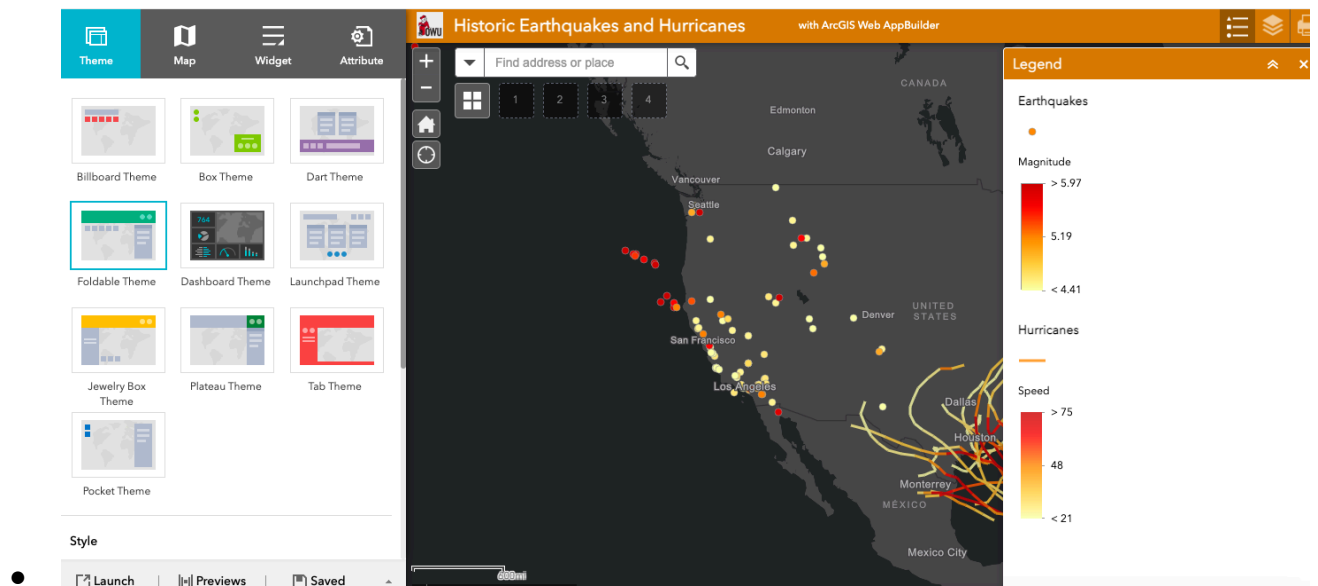 Theme
Map
Widget
Attribute
Billboard Theme
Box Theme
Dart Theme
Foldable Theme
764
Dashboard Theme
Launchpad Theme
Jewelry Box
Theme
Plateau Theme
Tab Theme
Pocket Theme
Style
Launch
Previews
Saved
OWU
Historic Earthquakes and Hurricanes
with ArcGIS Web AppBuilder
+
−
Find address or place
1
2
3
4
CANADA
Edmonton
Calgary
Vancouver
Seattle
UNITED
STATES
Denver
San Francisco
Los Angeles
Dallas
Houston
Monterrey
MÉXICO
Mexico City
600mi
Legend
Earthquakes
Magnitude
> 5.97
5.19
< 4.41
Hurricanes
Speed
> 75
48
< 21